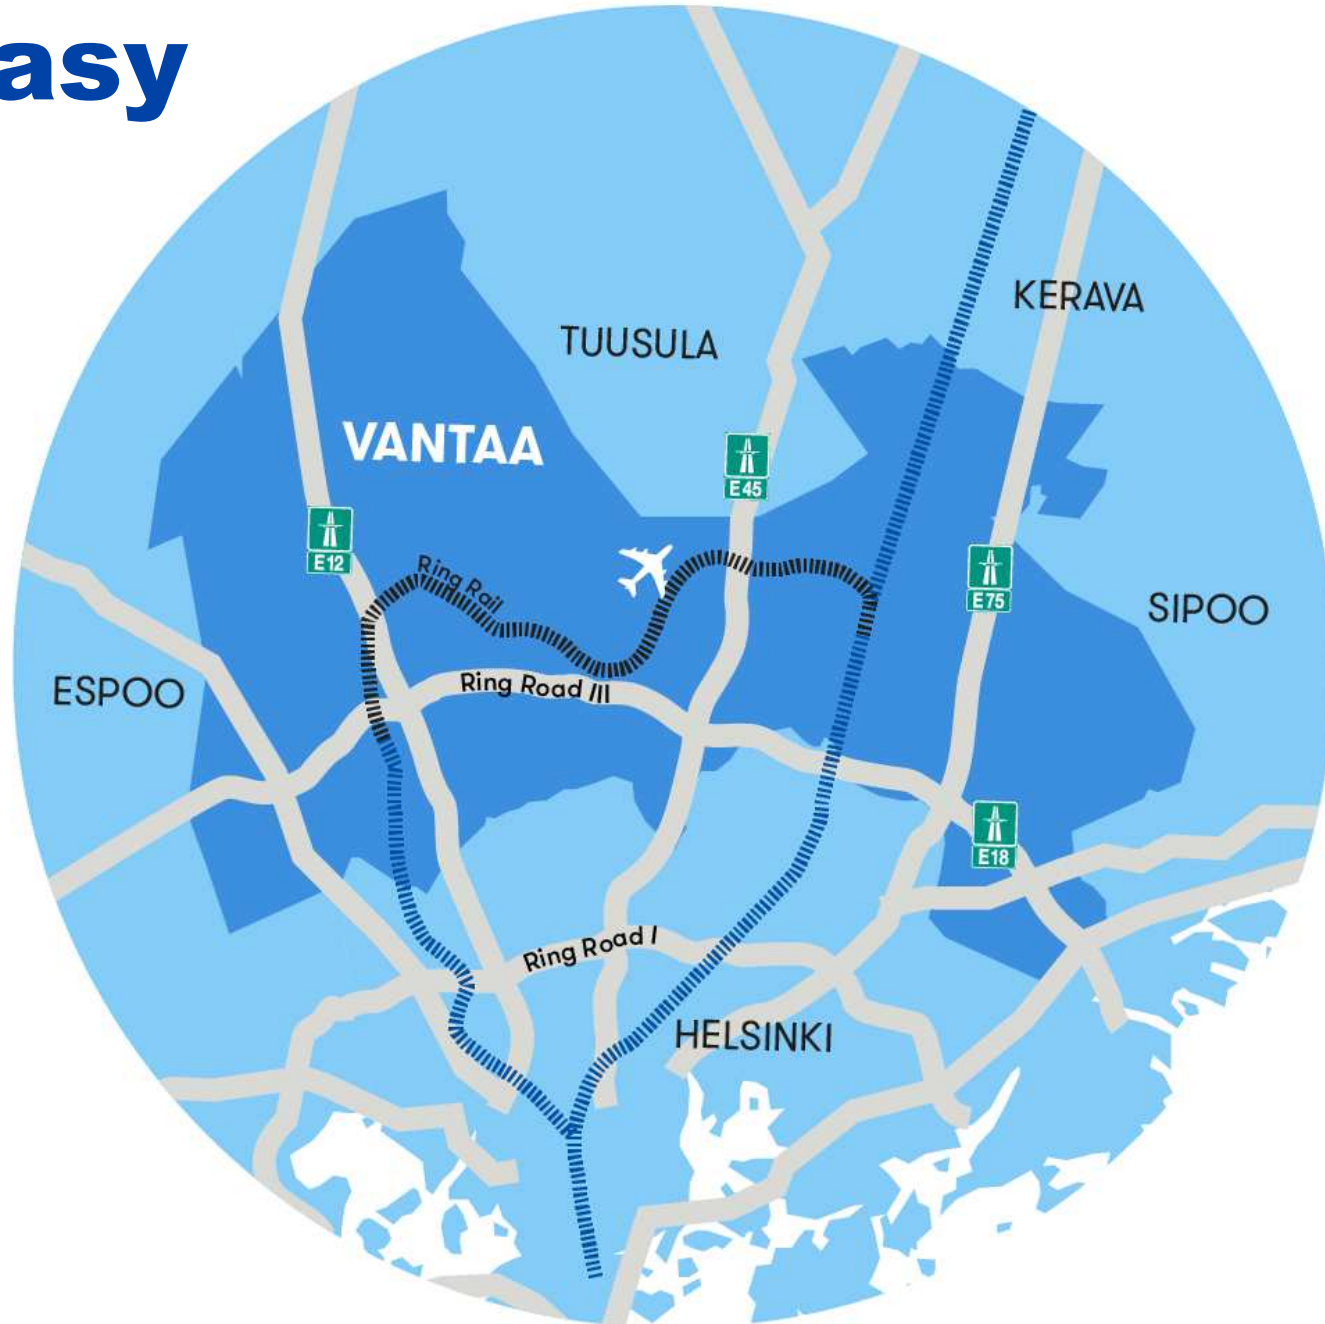 asy
KERAVA
TUUSULA
VANTAA
E45
E12
Ring Rail
E75
SIPOO
ESPOO
Ring Road III
E18
Ring Road I
HELSINKI